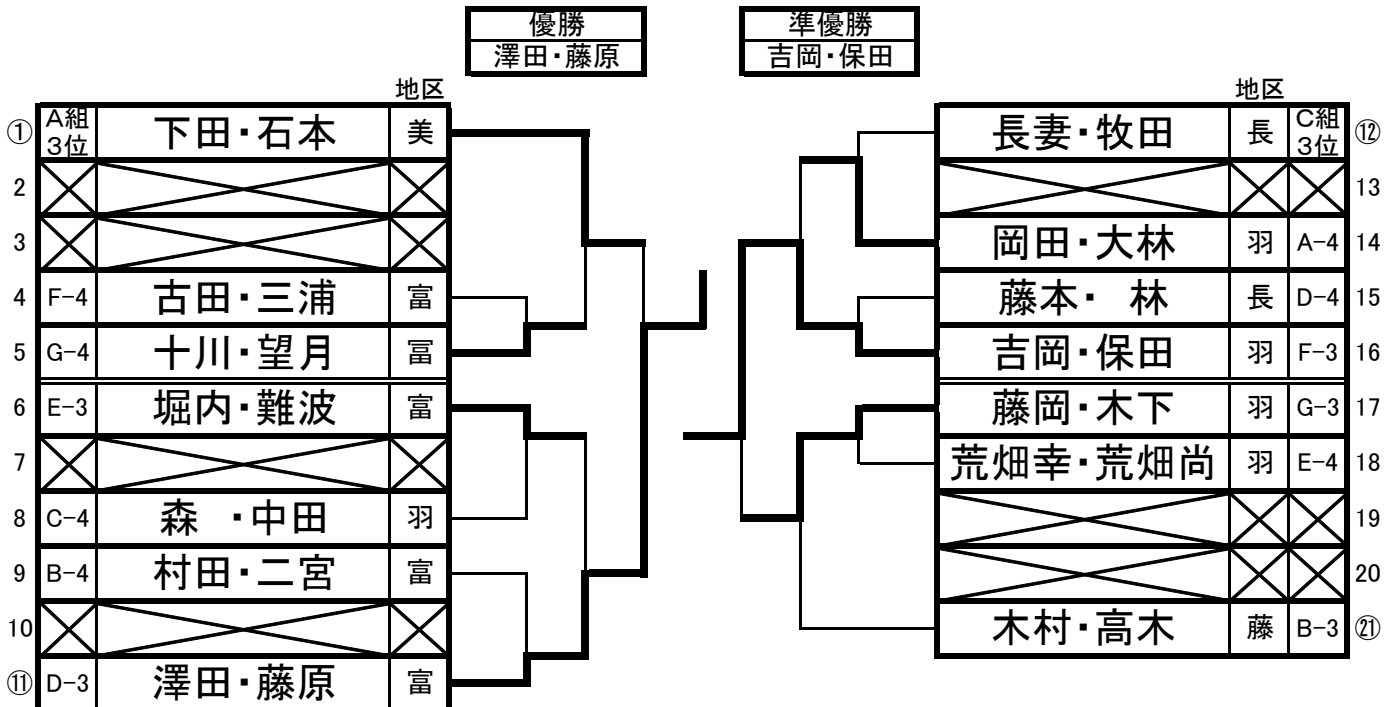 優勝
澤田・藤原
準優勝
吉岡・保田
地区
① A組3位 下田・石本 美
2
3
4 F-4 古田・三浦 富
5 G-4 十川・望月 冨
6 E-3 堀内・難波 富
7
8 C-4 森 ・中田 羽
9 B-4 村田・二宮 富
10
⑪ D-3 澤田・藤原 富
地区
長妻・牧田 長 C組3位 ⑫
13
岡田・大林 羽 A-4 14
藤本・ 林 長 D-4 15
吉岡・保田 羽 F-3 16
藤岡・木下 羽 G-3 17
荒畑幸・荒畑尚 羽 E-4 18
19
20
木村・高木 藤 B-3 ㉑